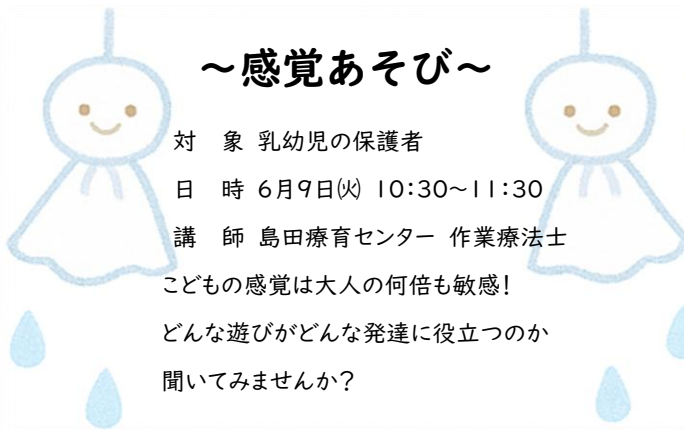 ～感覚あそび～
対　象 乳幼児の保護者
日　時 6月9日㈫ 10：30～11：30
講　師 島田療育センター 作業療法士
こどもの感覚は大人の何倍も敏感！
どんな遊びがどんな発達に役立つのか
聞いてみませんか？